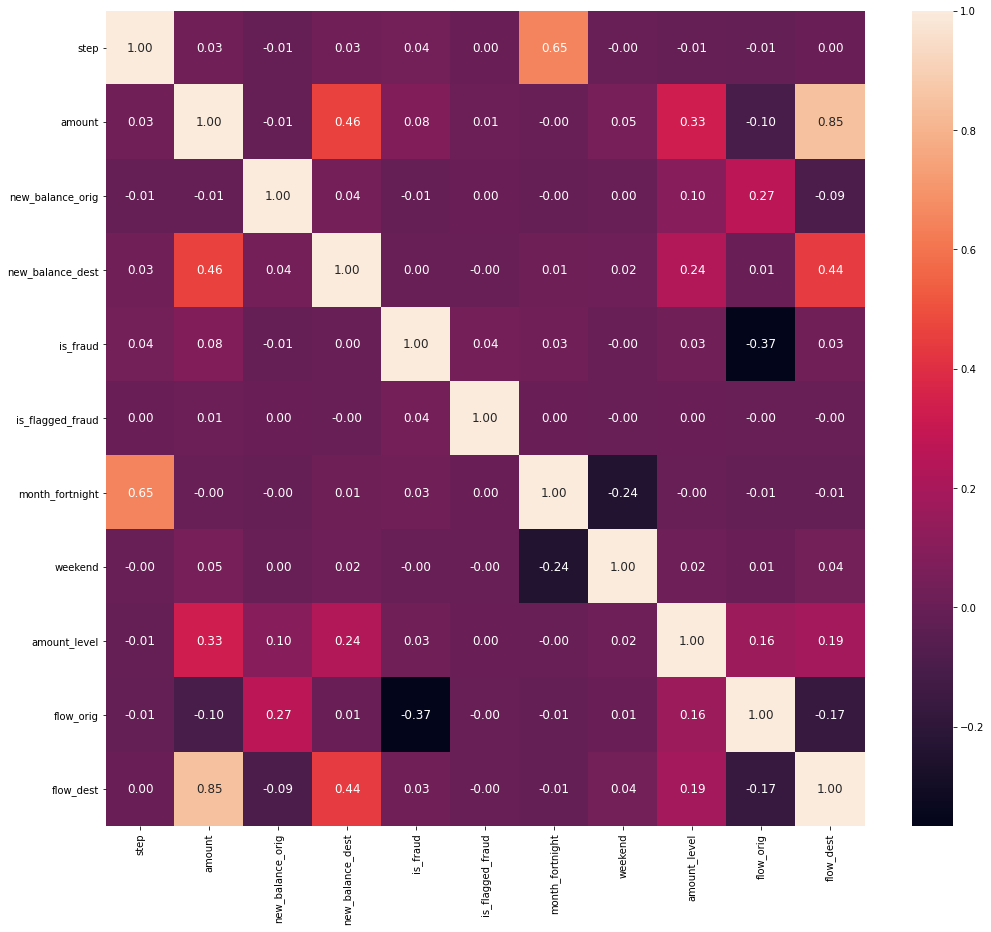 step 1.00 0.03 -0.01 0.03 0.04 0.00 0.65 -0.00 -0.01 -0.01 0.00
amount 0.03 1.00 -0.01 0.46 0.08 0.01 -0.00 0.05 0.33 -0.10 0.85
new_balance_orig -0.01 -0.01 1.00 0.04 -0.01 0.00 -0.00 0.00 0.10 0.27 -0.09
new_balance_dest 0.03 0.46 0.04 1.00 0.00 -0.00 0.01 0.02 0.24 0.01 0.44
is_fraud 0.04 0.08 -0.01 0.00 1.00 0.04 0.03 -0.00 0.03 -0.37 0.03
is_flagged_fraud 0.00 0.01 0.00 -0.00 0.04 1.00 0.00 -0.00 0.00 -0.00 -0.00
month_fortnight 0.65 -0.00 -0.00 0.01 0.03 0.00 1.00 -0.24 -0.00 -0.01 -0.01
weekend -0.00 0.05 0.00 0.02 -0.00 -0.00 -0.24 1.00 0.02 0.01 0.04
amount_level -0.01 0.33 0.10 0.24 0.03 0.00 -0.00 0.02 1.00 0.16 0.19
flow_orig -0.01 -0.10 0.27 0.01 -0.37 -0.00 -0.01 0.01 0.16 1.00 -0.17
flow_dest 0.00 0.85 -0.09 0.44 0.03 -0.00 -0.01 0.04 0.19 -0.17 1.00
step amount new_balance_orig new_balance_dest is_fraud is_flagged_fraud month_fortnight weekend amount_level flow_orig flow_dest
1.0
0.8
0.6
0.4
0.2
0.0
−0.2